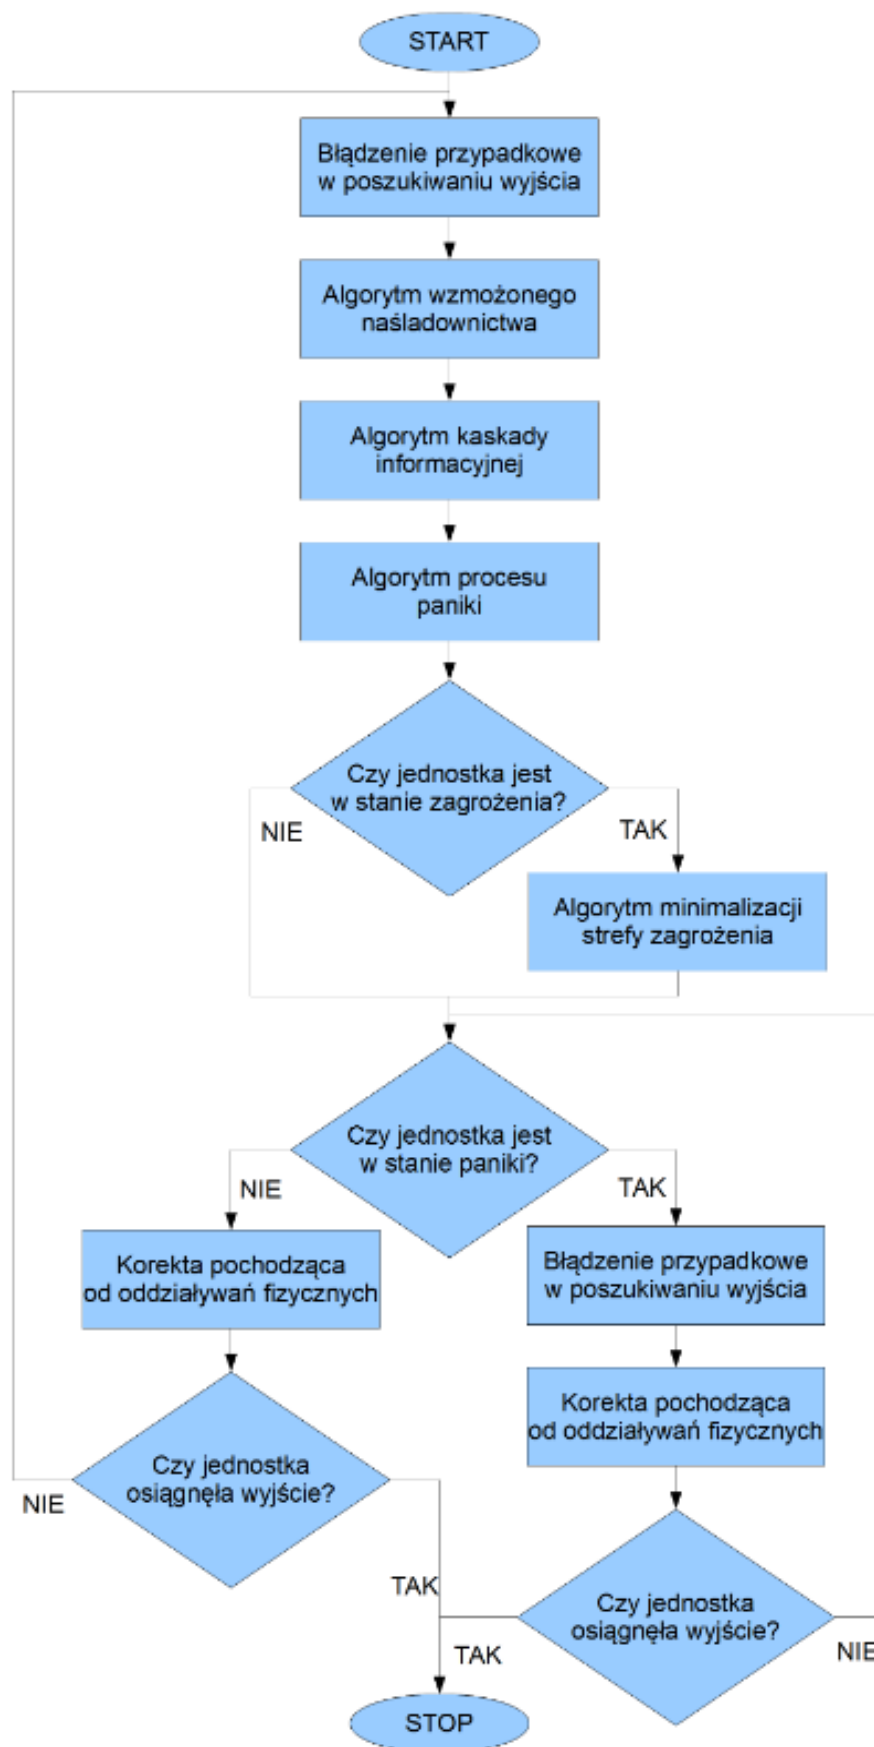 START
Błądzenie przypadkowe
w poszukiwaniu wyjścia
Algorytm wzmożonego
naśladownictwa
Algorytm kaskady
informacyjnej
Algorytm procesu
paniki
Czy jednostka jest
w stanie zagrożenia?
NIE
TAK
Algorytm minimalizacji
strefy zagrożenia
Czy jednostka jest
w stanie paniki?
NIE
TAK
Korekta pochodząca
od oddziaływań fizycznych
Błądzenie przypadkowe
w poszukiwaniu wyjścia
Korekta pochodząca
od oddziaływań fizycznych
Czy jednostka
osiągnęła wyjście?
NIE
TAK
Czy jednostka
osiągnęła wyjście?
TAK
NIE
STOP